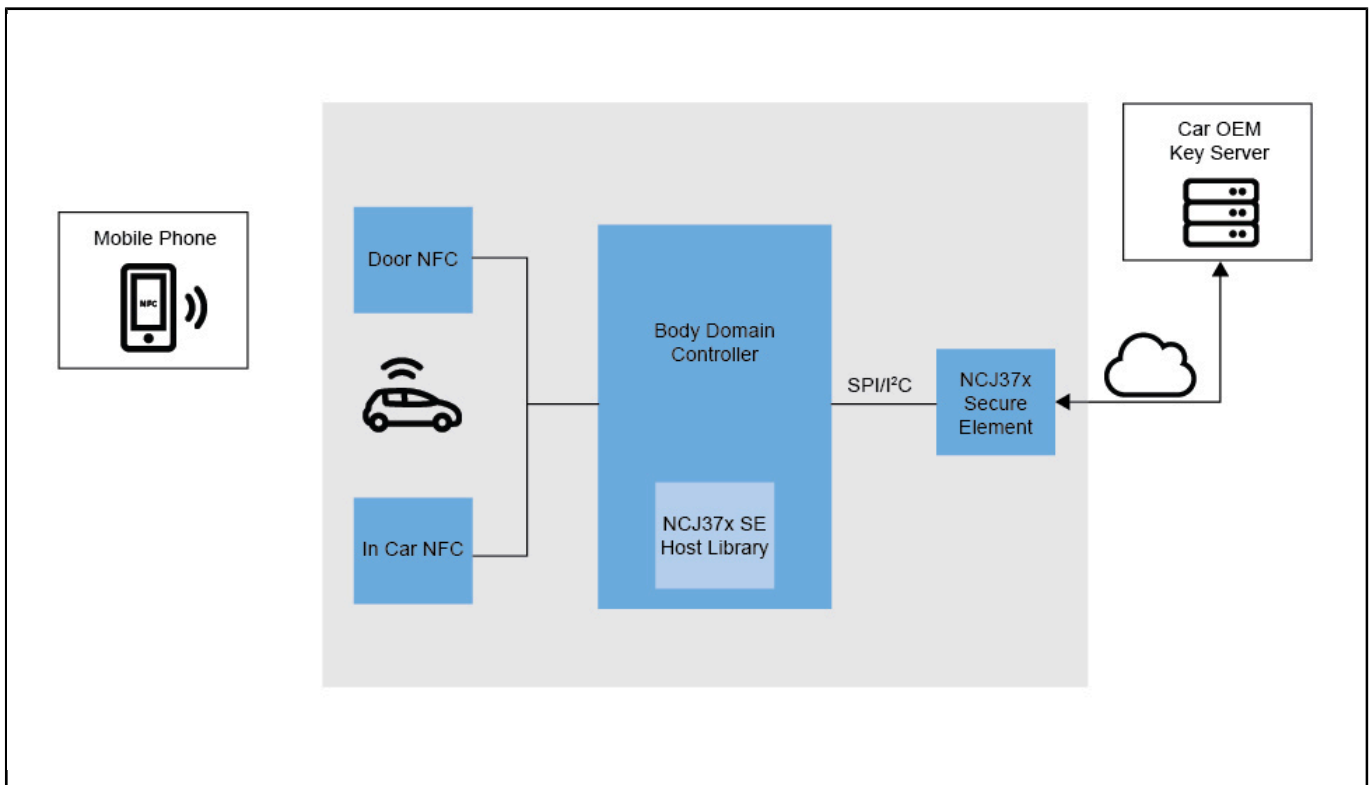 Mobile Phone
NFC
Door NFC
In Car NFC
Body Domain
Controller
NCJ37x SE
Host Library
SPI/I²C
NCJ37x
Secure
Element
Car OEM
Key Server